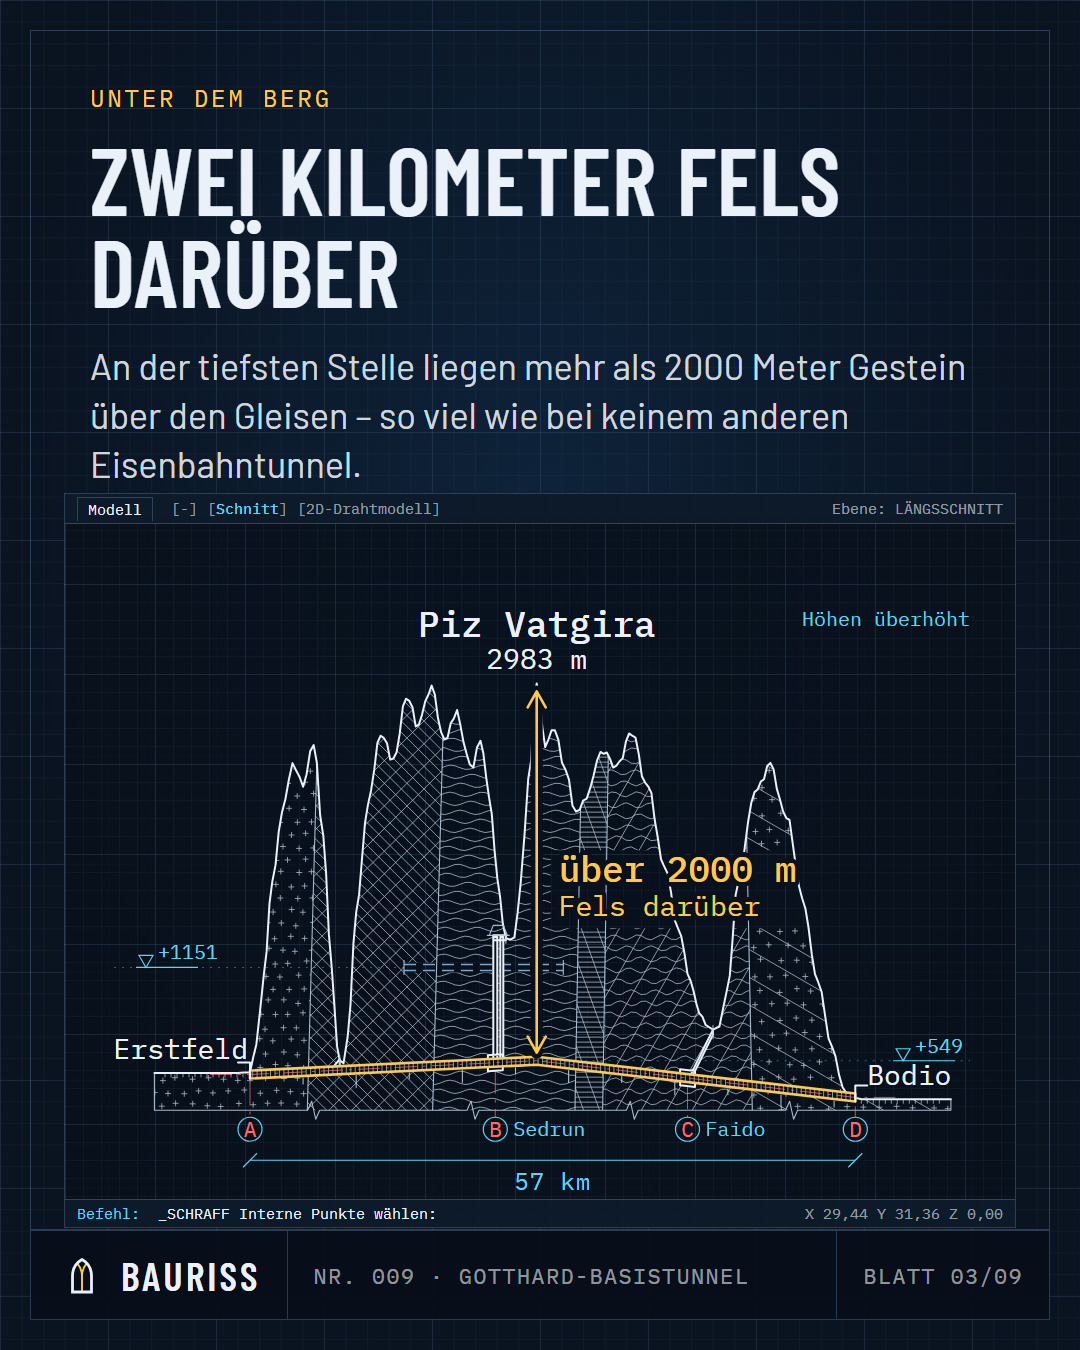 UNTER DEM BERG
ZWEI KILOMETER FELS
DARÜBER
An der tiefsten Stelle liegen mehr als 2000 Meter Gestein
über den Gleisen – so viel wie bei keinem anderen
Eisenbahntunnel.
Modell [-] [Schnitt] [2D-Drahtmodell] Ebene: LÄNGSSCHNITT
Piz Vatgira
2983 m
Höhen überhöht
über 2000 m
Fels darüber
+1151
Erstfeld
+549
Bodio
A B Sedrun C Faido D
57 km
Befehl: _SCHRAFF Interne Punkte wählen: X 29,44 Y 31,36 Z 0,00
BAURISS NR. 009 · GOTTHARD-BASISTUNNEL BLATT 03/09